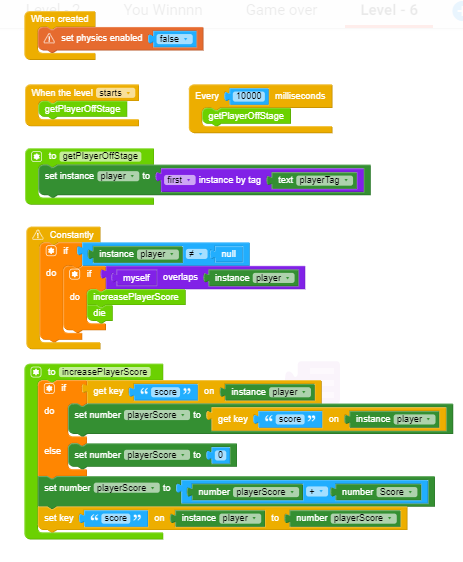 Level - 2 You Winnnn Game over Level - 6
When created
set physics enabled false
When the level starts
getPlayerOffStage
Every 10000 milliseconds
getPlayerOffStage
to getPlayerOffStage
set instance player to first instance by tag text playerTag
Constantly
if instance player ≠ null
do if myself overlaps instance player
do increasePlayerScore
die
to increasePlayerScore
if get key “ score ” on instance player
do set number playerScore to get key “ score ” on instance player
else set number playerScore to 0
set number playerScore to number playerScore + number Score
set key “ score ” on instance player to number playerScore